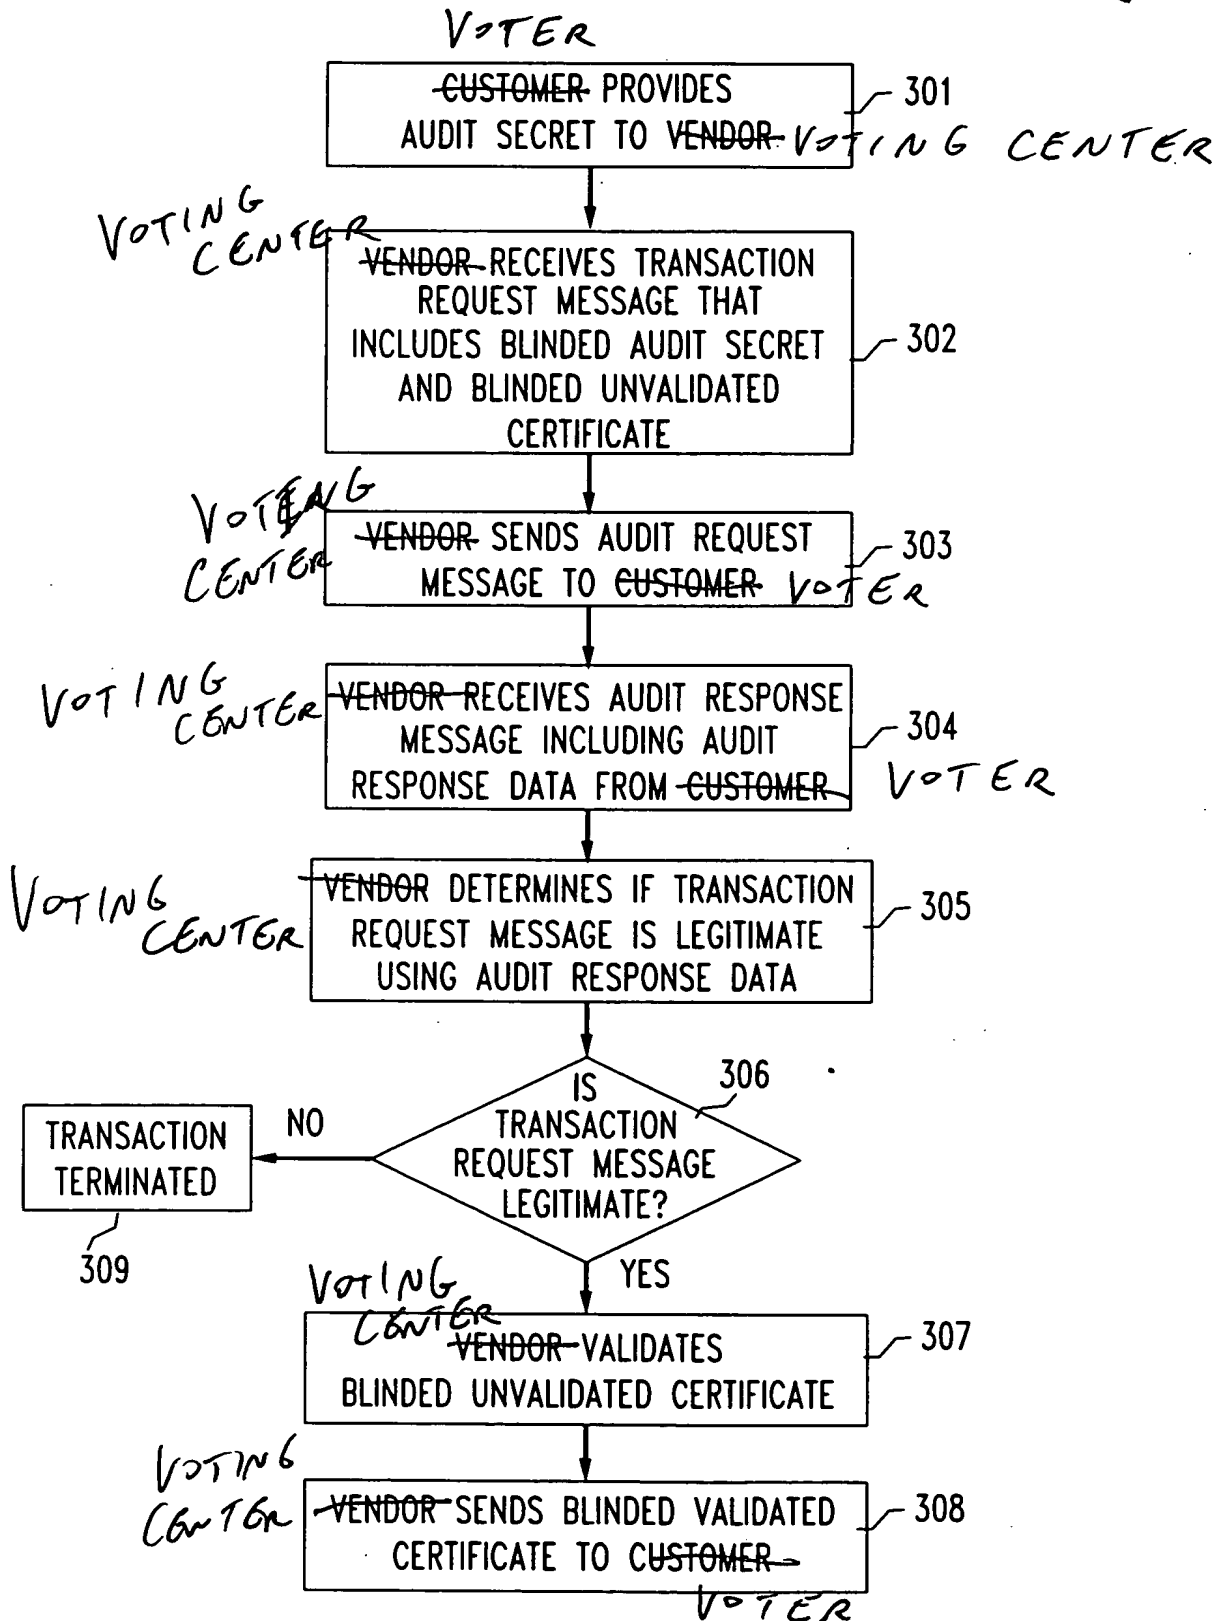 VOTER
CUSTOMER PROVIDES
AUDIT SECRET TO VENDOR VOTING CENTER
301
VOTING
CENTER
VENDOR RECEIVES TRANSACTION
REQUEST MESSAGE THAT
INCLUDES BLINDED AUDIT SECRET
AND BLINDED UNVALIDATED
CERTIFICATE
302
VOTING
CENTER
VENDOR SENDS AUDIT REQUEST
MESSAGE TO CUSTOMER VOTER
303
VOTING
CENTER
VENDOR RECEIVES AUDIT RESPONSE
MESSAGE INCLUDING AUDIT
RESPONSE DATA FROM CUSTOMER VOTER
304
VOTING
CENTER
VENDOR DETERMINES IF TRANSACTION
REQUEST MESSAGE IS LEGITIMATE
USING AUDIT RESPONSE DATA
305
IS
TRANSACTION
REQUEST MESSAGE
LEGITIMATE?
306
NO
TRANSACTION
TERMINATED
309
YES
VOTING
CENTER
VENDOR VALIDATES
BLINDED UNVALIDATED CERTIFICATE
307
VOTING
CENTER
VENDOR SENDS BLINDED VALIDATED
CERTIFICATE TO CUSTOMER
308
VOTER